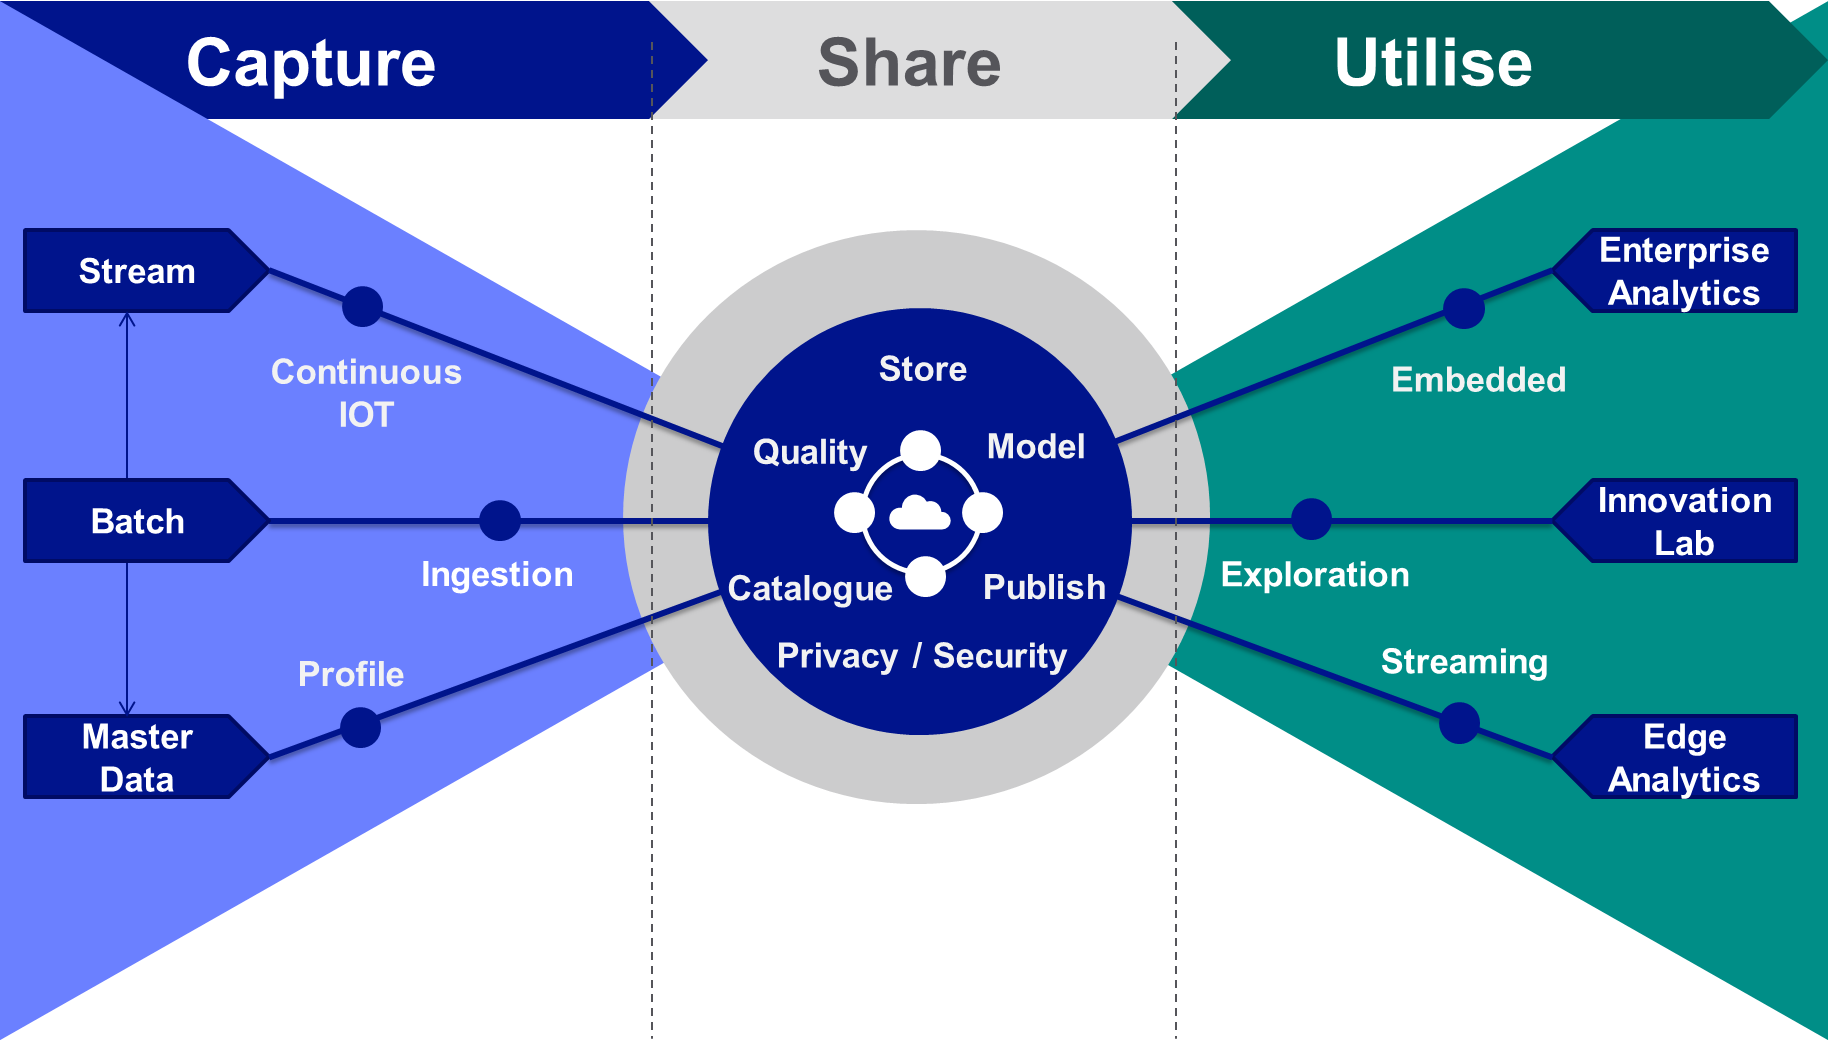 Capture
Share
Utilise
Stream
Continuous
IOT
Batch
Ingestion
Profile
Master
Data
Store
Quality
Model
Catalogue
Publish
Privacy / Security
Enterprise
Analytics
Embedded
Innovation
Lab
Exploration
Streaming
Edge
Analytics